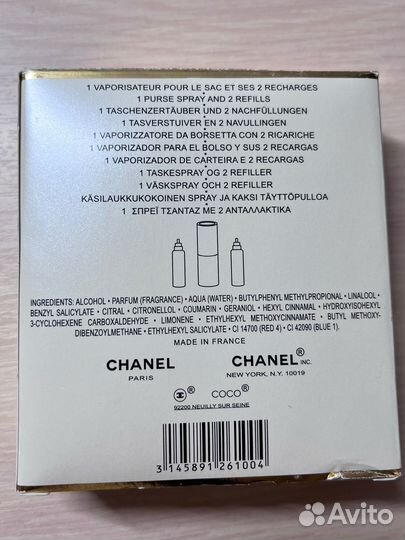 1 VAPORISATEUR POUR LE SAC ET SES 2 RECHARGES
1 PURSE SPRAY AND 2 REFILLS
1 TASCHENZERTÄUBER UND 2 NACHFÜLLUNGEN
1 TASVERSTUIVER EN 2 NAVULLINGEN
1 VAPORIZZATORE DA BORSETTA CON 2 RICARICHE
1 VAPORIZADOR PARA EL BOLSO Y SUS 2 RECARGAS
1 VAPORIZADOR DE CARTEIRA E 2 RECARGAS
1 TASKESPRAY OG 2 REFILLER
1 VÄSKSPRAY OCH 2 REFILLER
KÄSILAUKKUKOKOINEN SPRAY JA KAKSI TÄYTTÖPULLOA
1 ΣΠΡΕΪ ΤΣΑΝΤΑΖ ΜΕ 2 ΑΝΤΑΛΛΑΚΤΙΚΑ
INGREDIENTS: ALCOHOL • PARFUM (FRAGRANCE) • AQUA (WATER) • BUTYLPHENYL METHYLPROPIONAL • LINALOOL •
BENZYL SALICYLATE • CITRAL • CITRONELLOL • COUMARIN • GERANIOL • HEXYL CINNAMAL • HYDROXYISOHEXYL
3-CYCLOHEXENE CARBOXALDEHYDE • LIMONENE • ETHYLHEXYL METHOXYCINNAMATE • BUTYL METHOXY-
DIBENZOYLMETHANE • ETHYLHEXYL SALICYLATE • CI 14700 (RED 4) • CI 42090 (BLUE 1).
MADE IN FRANCE
CHANEL CHANEL® INC.
PARIS NEW YORK, N.Y. 10019
® COCO®
92200 NEUILLY SUR SEINE
3 145891 261004
Avito